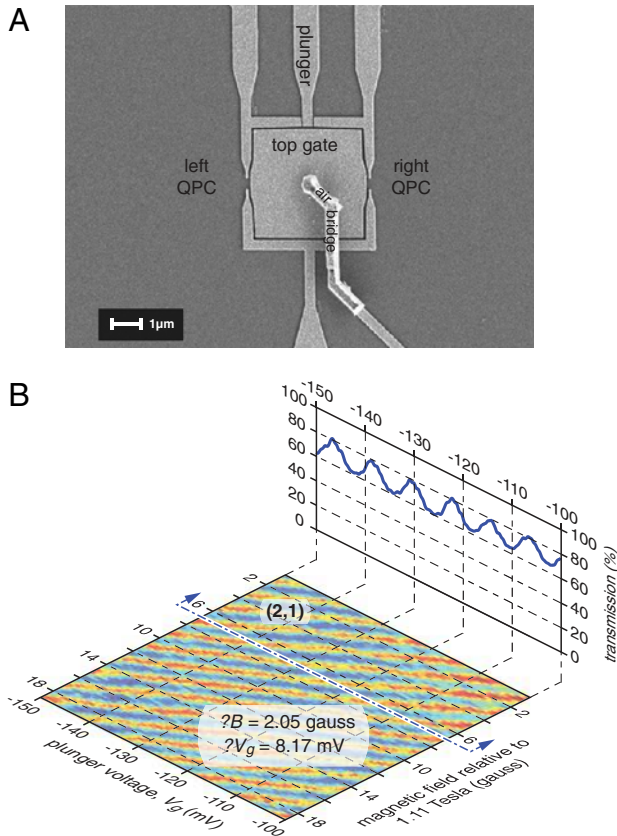 A
plunger
top gate
left
QPC
right
QPC
air
bridge
1µm
B
-150
-140
-130
-120
-110
-100
100
80
60
40
20
0
100
80
60
40
20
0
transmission (%)
2
6
10
14
18
(2,1)
?B = 2.05 gauss
?Vg = 8.17 mV
-150
-140
-130
-120
-110
-100
plunger voltage, Vg (mV)
2
6
10
14
18
magnetic field relative to
1.11 Tesla (gauss)